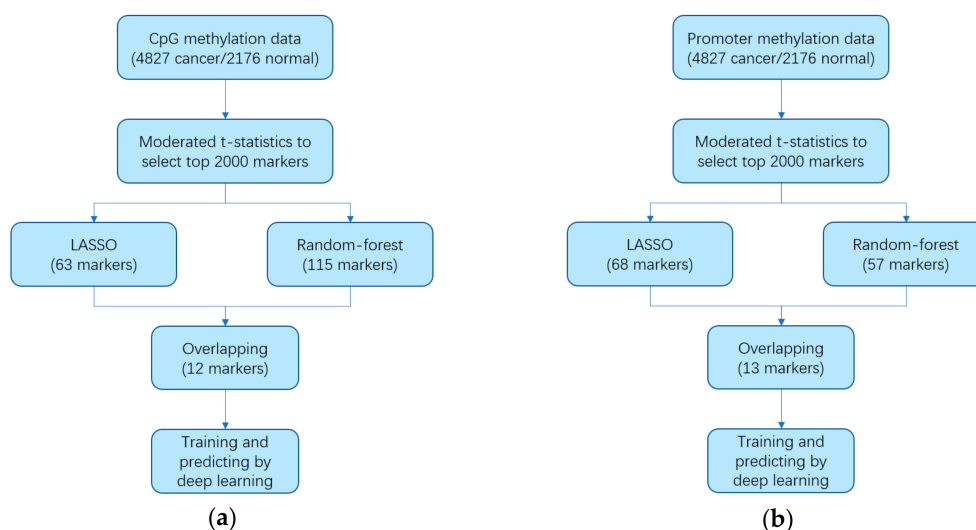 CpG methylation data
(4827 cancer/2176 normal)
Moderated t-statistics to
select top 2000 markers
LASSO
(63 markers)
Random-forest
(115 markers)
Overlapping
(12 markers)
Training and
predicting by
deep learning
(a)
Promoter methylation data
(4827 cancer/2176 normal)
Moderated t-statistics to
select top 2000 markers
LASSO
(68 markers)
Random-forest
(57 markers)
Overlapping
(13 markers)
Training and
predicting by
deep learning
(b)